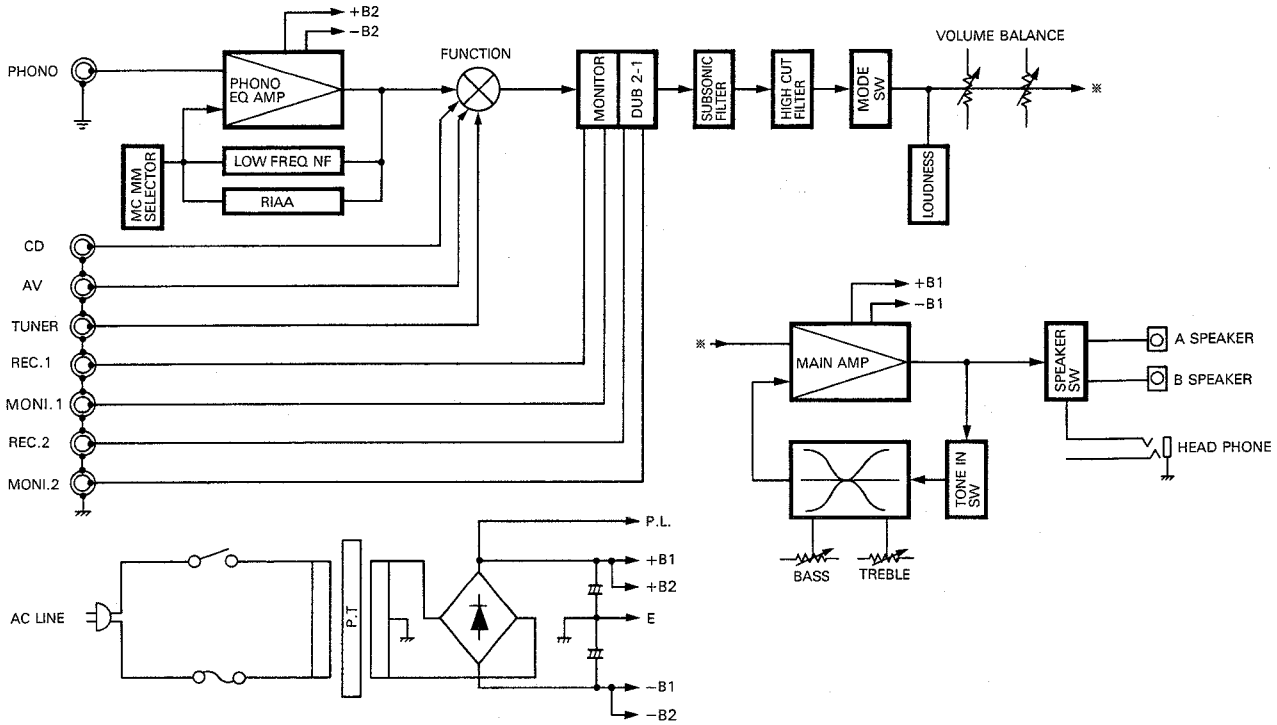 +B2
−B2
PHONO
PHONO
EQ AMP
FUNCTION
MONITOR
DUB 2-1
SUBSONIC
FILTER
HIGH CUT
FILTER
MODE
SW
VOLUME BALANCE
※
LOUDNESS
MC MM
SELECTOR
LOW FREQ NF
RIAA
CD
AV
TUNER
REC.1
MONI.1
REC.2
MONI.2
+B1
−B1
※
MAIN AMP
SPEAKER
SW
A SPEAKER
B SPEAKER
HEAD PHONE
TONE IN
SW
BASS
TREBLE
AC LINE
P.T
P.L.
+B1
+B2
E
−B1
−B2